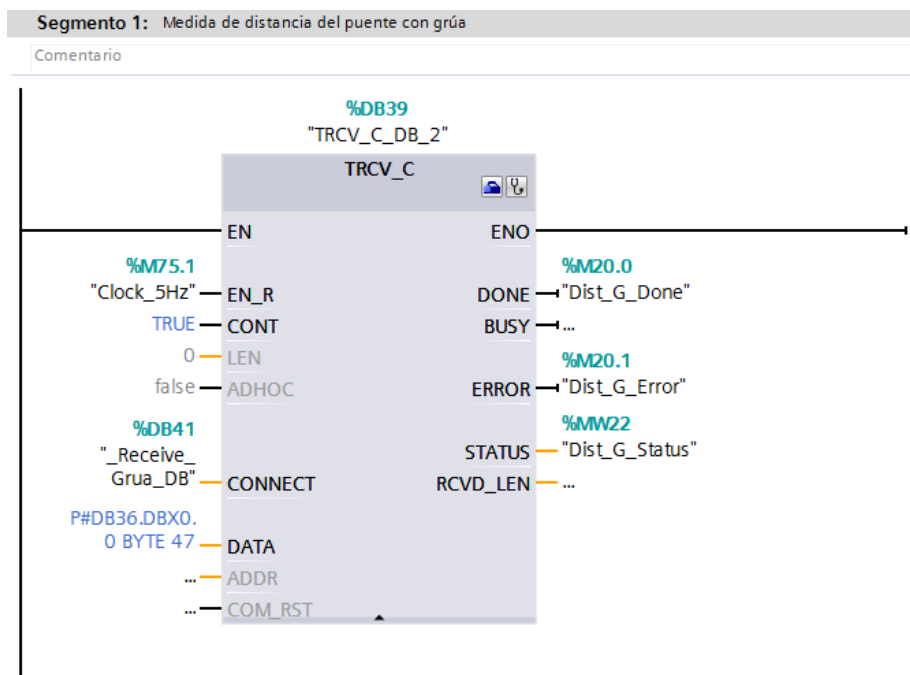 Segmento 1: Medida de distancia del puente con grúa
Comentario
%DB39
"TRCV_C_DB_2"
TRCV_C
EN
ENO
%M75.1
"Clock_5Hz"
EN_R
%M20.0
DONE
"Dist_G_Done"
TRUE
CONT
BUSY
...
0
LEN
false
ADHOC
%M20.1
ERROR
"Dist_G_Error"
%DB41
"_Receive_
Grua_DB"
CONNECT
%MW22
STATUS
"Dist_G_Status"
RCVD_LEN
...
P#DB36.DBX0.
0 BYTE 47
DATA
...
ADDR
...
COM_RST